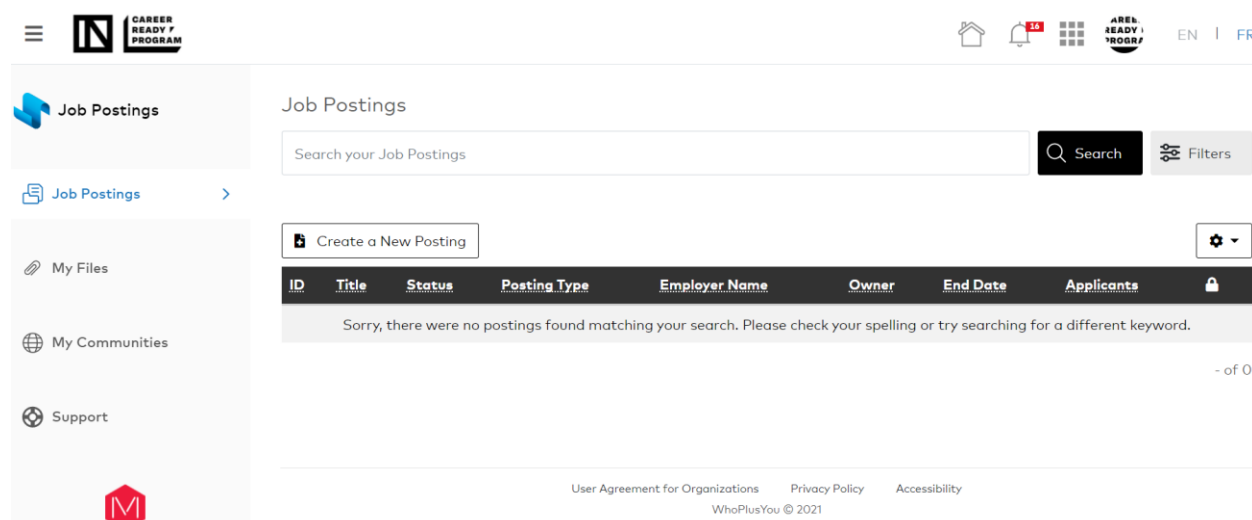 CAREER
READY
PROGRAM
16
EN | FR
Job Postings
Job Postings
Search your Job Postings
Search
Filters
Job Postings
Create a New Posting
ID Title Status Posting Type Employer Name Owner End Date Applicants
My Files
Sorry, there were no postings found matching your search. Please check your spelling or try searching for a different keyword.
My Communities
- of 0
Support
User Agreement for Organizations Privacy Policy Accessibility
WhoPlusYou © 2021